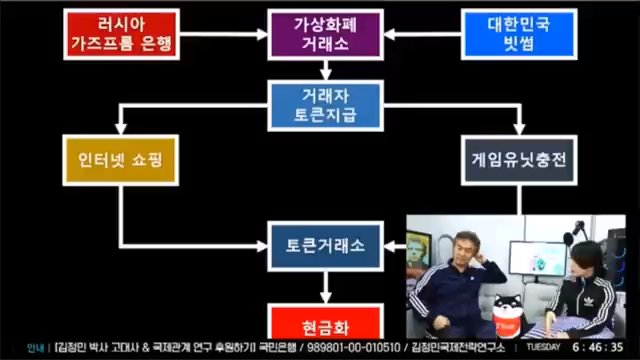 러시아
가즈프롬 은행
가상화폐
거래소
대한민국
빗썸
거래자
토큰지급
인터넷 쇼핑
게임유닛충전
토큰거래소
현금화
안내 | [김정민 박사 고대사 & 국제관계 연구 후원하기] 국민은행 / 989801-00-010510 / 김정민국제전략연구소
TUESDAY 6:46:35